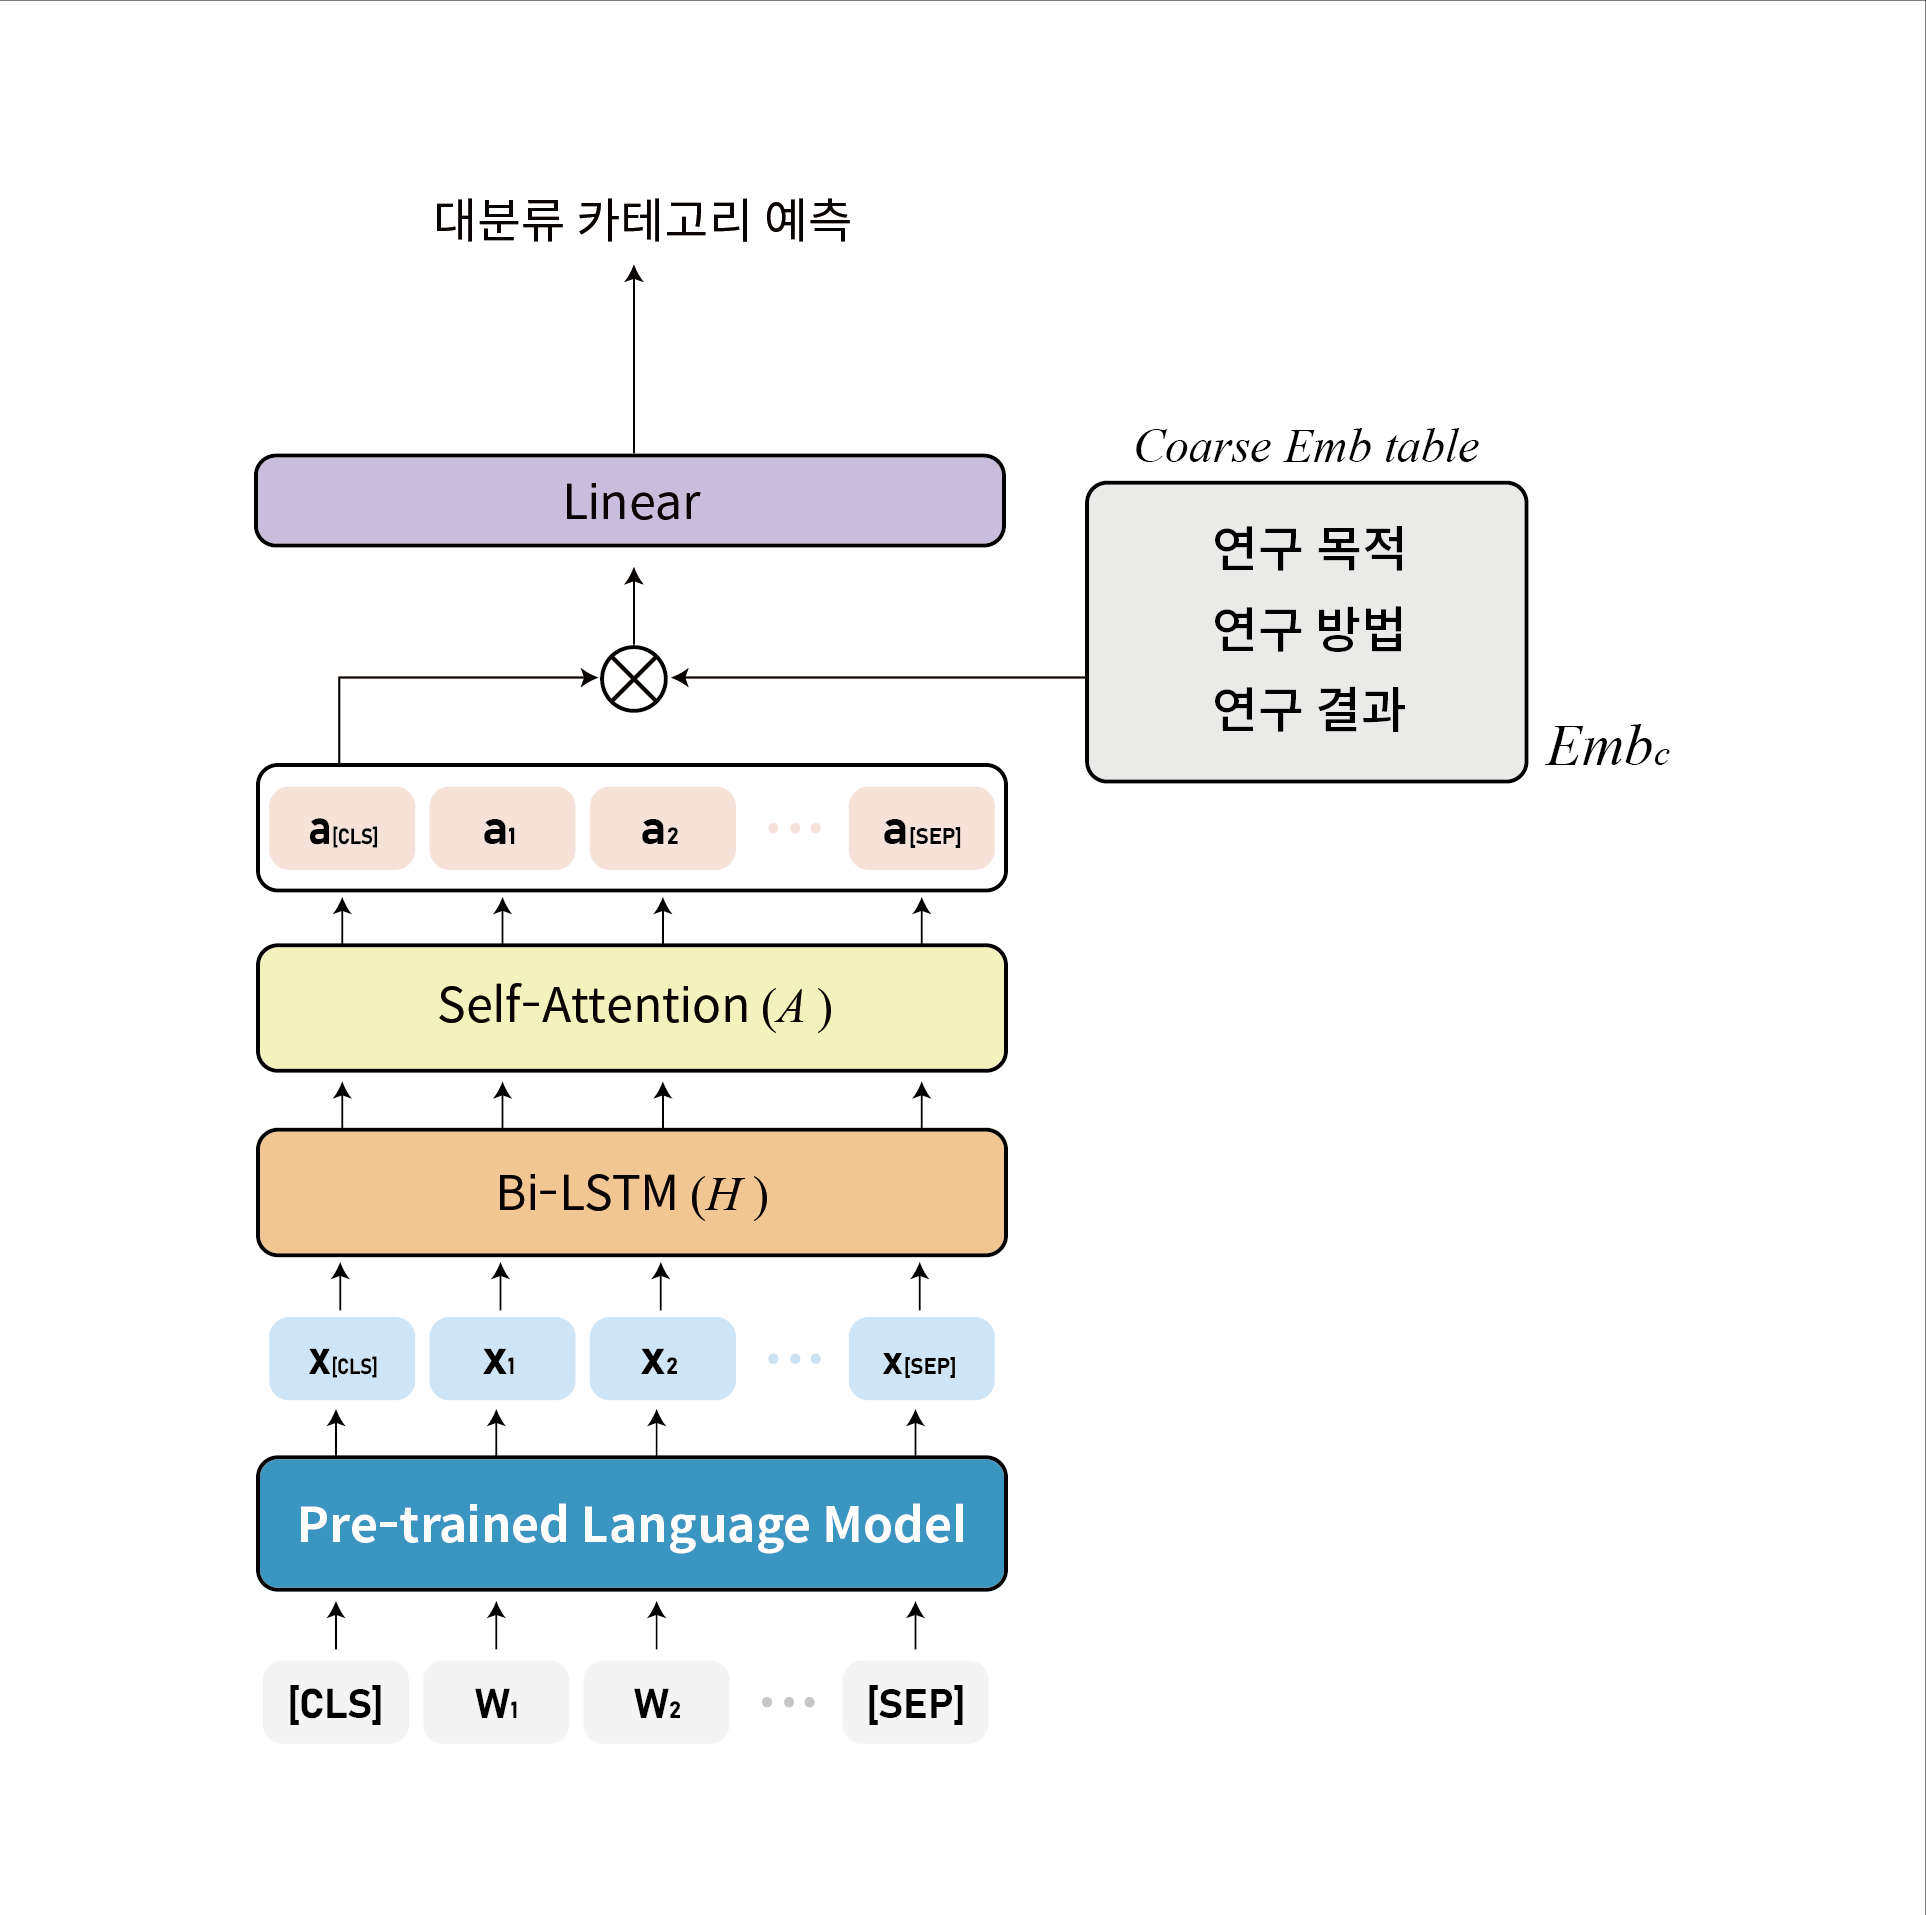 대분류 카테고리 예측
Linear
Coarse Emb table
연구 목적
연구 방법
연구 결과
Embc
a[CLS] a1 a2 ··· a[SEP]
Self-Attention (A)
Bi-LSTM (H)
x[CLS] x1 x2 ··· x[SEP]
Pre-trained Language Model
[CLS] W1 W2 ··· [SEP]